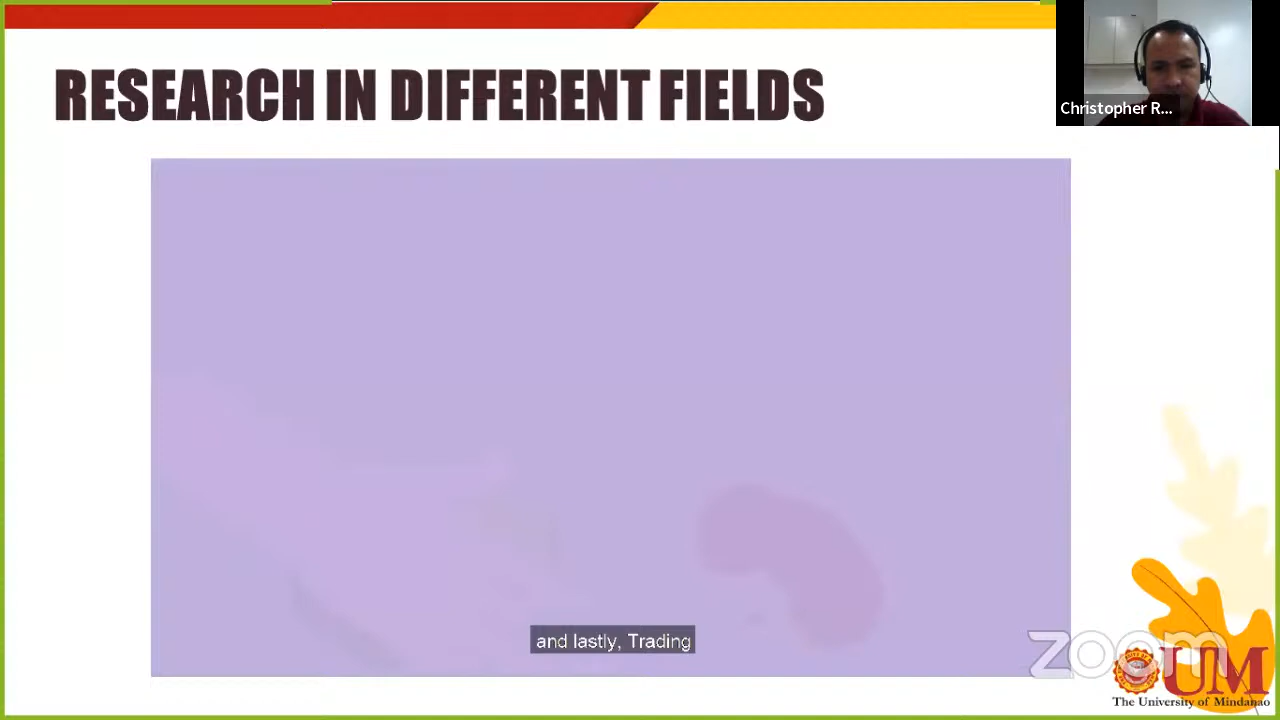 RESEARCH IN DIFFERENT FIELDS
Christopher R...
and lastly, Trading
zoom
UM
The University of Mindanao